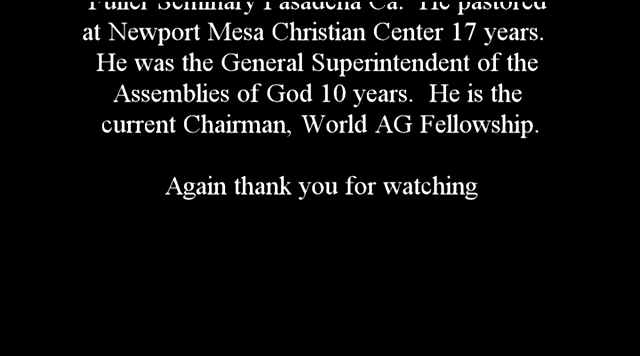 Fuller Seminary Pasadena Ca. He pastored
at Newport Mesa Christian Center 17 years.
He was the General Superintendent of the
Assemblies of God 10 years. He is the
current Chairman, World AG Fellowship.
Again thank you for watching